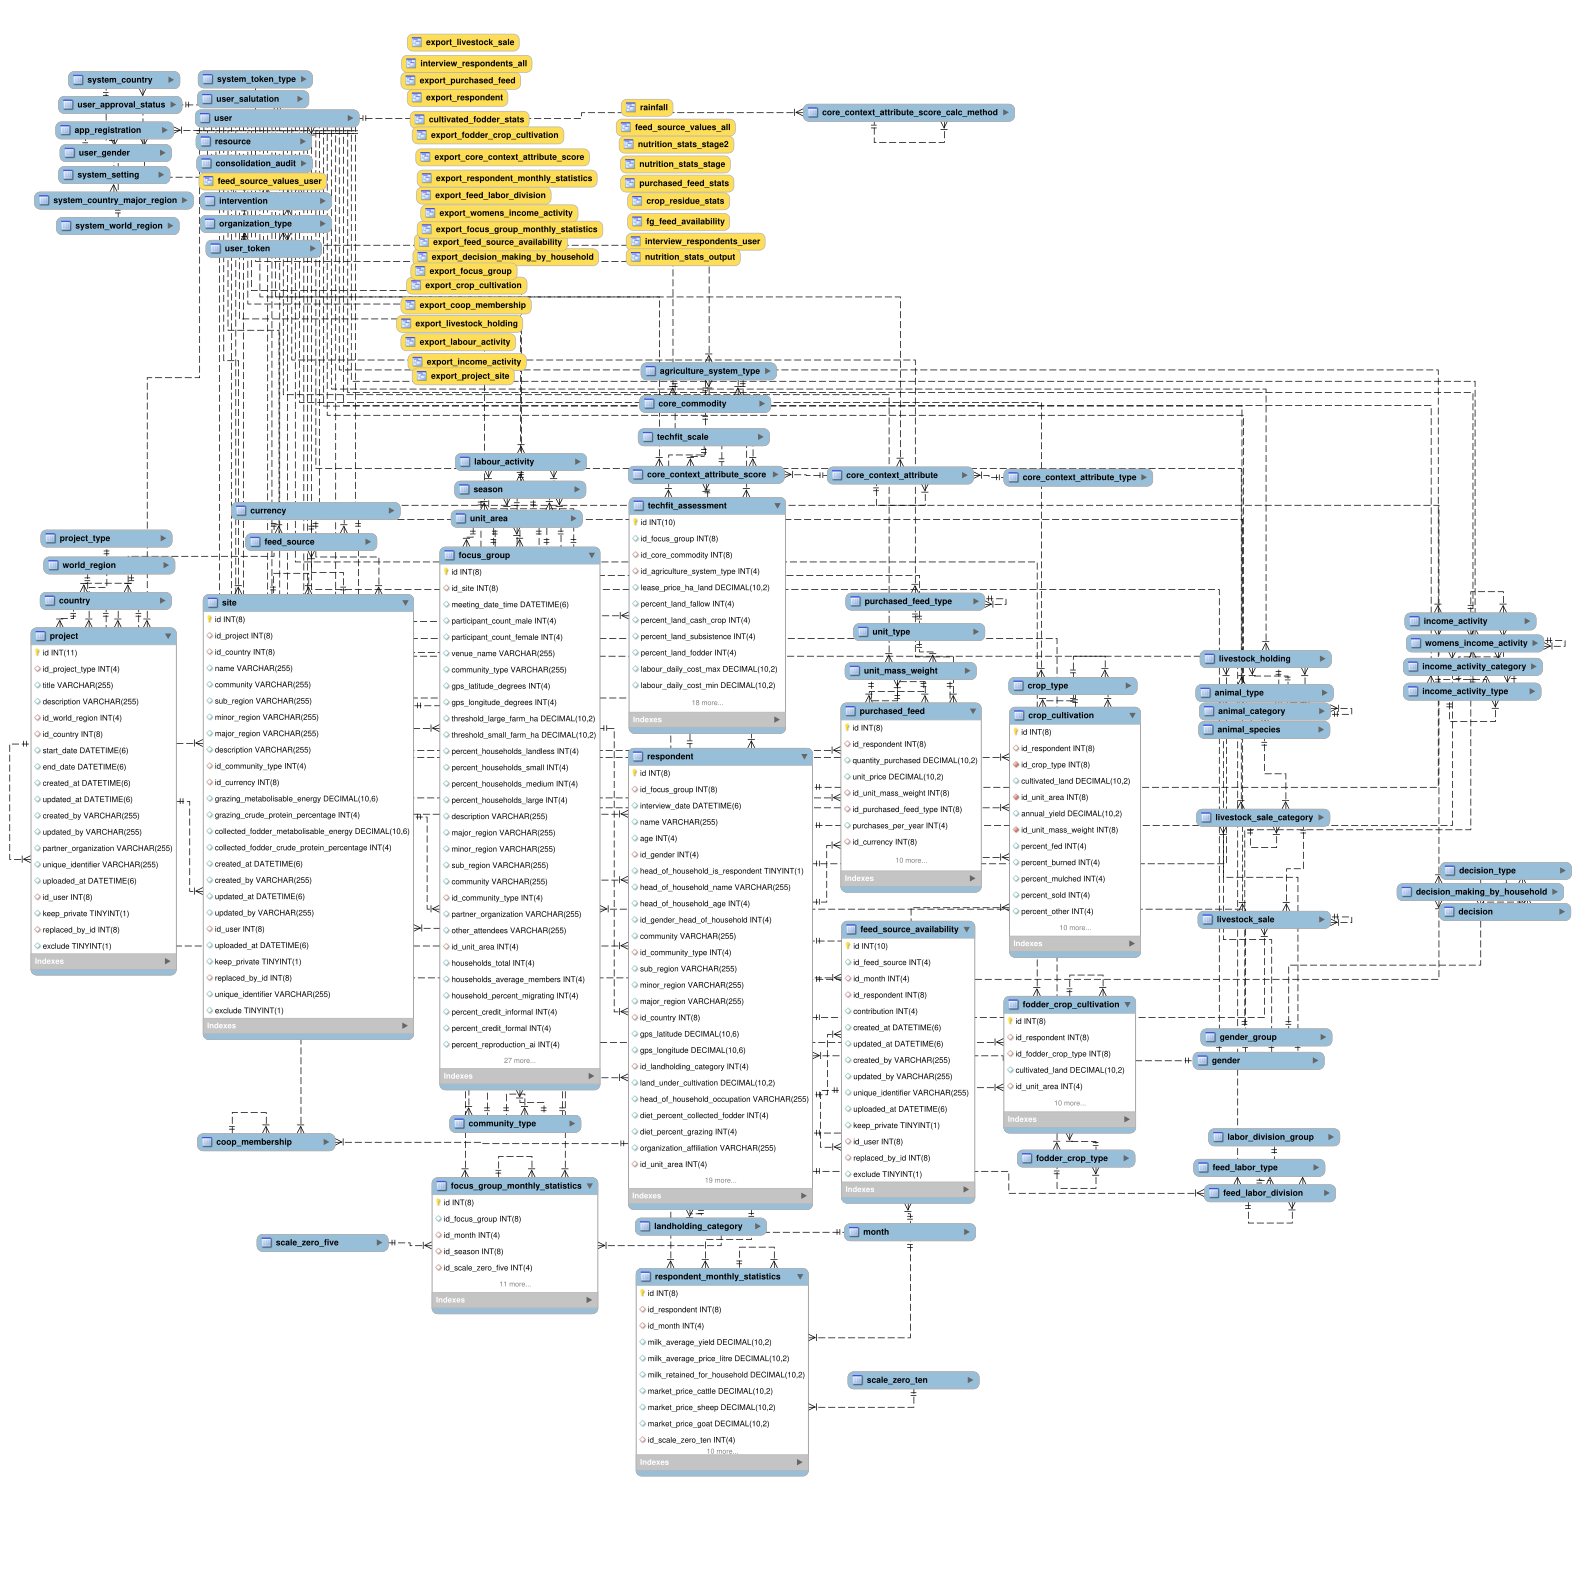 export_livestock_sale
interview_respondents_all
export_purchased_feed
export_respondent
cultivated_fodder_stats
export_fodder_crop_cultivation
export_core_context_attribute_score
export_respondent_monthly_statistics
export_feed_labor_division
export_womens_income_activity
export_focus_group_monthly_statistics
export_feed_source_availability
export_decision_making_by_household
export_focus_group
export_crop_cultivation
export_coop_membership
export_livestock_holding
export_labour_activity
export_income_activity
export_project_site
system_country
user_approval_status
app_registration
user_gender
system_setting
system_country_major_region
system_world_region
system_token_type
user_salutation
user
resource
consolidation_audit
feed_source_values_user
intervention
organization_type
user_token
rainfall
feed_source_values_all
nutrition_stats_stage2
nutrition_stats_stage
purchased_feed_stats
crop_residue_stats
fg_feed_availability
interview_respondents_user
nutrition_stats_output
core_context_attribute_score_calc_method
agriculture_system_type
core_commodity
techfit_scale
core_context_attribute_score
core_context_attribute
core_context_attribute_type
labour_activity
season
unit_area
currency
feed_source
project_type
world_region
country
project
id INT(11)
id_project_type INT(4)
title VARCHAR(255)
description VARCHAR(255)
id_world_region INT(4)
id_country INT(8)
start_date DATETIME(6)
end_date DATETIME(6)
created_at DATETIME(6)
updated_at DATETIME(6)
created_by VARCHAR(255)
updated_by VARCHAR(255)
partner_organization VARCHAR(255)
unique_identifier VARCHAR(255)
uploaded_at DATETIME(6)
id_user INT(8)
keep_private TINYINT(1)
replaced_by_id INT(8)
exclude TINYINT(1)
Indexes
site
id INT(8)
id_project INT(8)
id_country INT(8)
name VARCHAR(255)
community VARCHAR(255)
sub_region VARCHAR(255)
minor_region VARCHAR(255)
major_region VARCHAR(255)
description VARCHAR(255)
id_community_type INT(4)
id_currency INT(8)
grazing_metabolisable_energy DECIMAL(10,6)
grazing_crude_protein_percentage INT(4)
collected_fodder_metabolisable_energy DECIMAL(10,6)
collected_fodder_crude_protein_percentage INT(4)
created_at DATETIME(6)
created_by VARCHAR(255)
updated_at DATETIME(6)
updated_by VARCHAR(255)
id_user INT(8)
uploaded_at DATETIME(6)
keep_private TINYINT(1)
replaced_by_id INT(8)
unique_identifier VARCHAR(255)
exclude TINYINT(1)
Indexes
focus_group
id INT(8)
id_site INT(8)
meeting_date_time DATETIME(6)
participant_count_male INT(4)
participant_count_female INT(4)
venue_name VARCHAR(255)
community_type VARCHAR(255)
gps_latitude_degrees INT(4)
gps_longitude_degrees INT(4)
threshold_large_farm_ha DECIMAL(10,2)
threshold_small_farm_ha DECIMAL(10,2)
percent_households_landless INT(4)
percent_households_small INT(4)
percent_households_medium INT(4)
percent_households_large INT(4)
description VARCHAR(255)
major_region VARCHAR(255)
minor_region VARCHAR(255)
sub_region VARCHAR(255)
community VARCHAR(255)
id_community_type INT(4)
partner_organization VARCHAR(255)
other_attendees VARCHAR(255)
id_unit_area INT(4)
households_total INT(4)
households_average_members INT(4)
household_percent_migrating INT(4)
percent_credit_informal INT(4)
percent_credit_formal INT(4)
percent_reproduction_ai INT(4)
27 more...
Indexes
techfit_assessment
id INT(10)
id_focus_group INT(8)
id_core_commodity INT(8)
id_agriculture_system_type INT(4)
lease_price_ha_land DECIMAL(10,2)
percent_land_fallow INT(4)
percent_land_cash_crop INT(4)
percent_land_subsistence INT(4)
percent_land_fodder INT(4)
labour_daily_cost_max DECIMAL(10,2)
labour_daily_cost_min DECIMAL(10,2)
18 more...
Indexes
respondent
id INT(8)
id_focus_group INT(8)
interview_date DATETIME(6)
name VARCHAR(255)
age INT(4)
id_gender INT(4)
head_of_household_is_respondent TINYINT(1)
head_of_household_name VARCHAR(255)
head_of_household_age INT(4)
id_gender_head_of_household INT(4)
community VARCHAR(255)
id_community_type INT(4)
sub_region VARCHAR(255)
minor_region VARCHAR(255)
major_region VARCHAR(255)
id_country INT(8)
gps_latitude DECIMAL(10,6)
gps_longitude DECIMAL(10,6)
id_landholding_category INT(4)
land_under_cultivation DECIMAL(10,2)
head_of_household_occupation VARCHAR(255)
diet_percent_collected_fodder INT(4)
diet_percent_grazing INT(4)
organization_affiliation VARCHAR(255)
id_unit_area INT(4)
19 more...
Indexes
purchased_feed_type
unit_type
unit_mass_weight
purchased_feed
id INT(8)
id_respondent INT(8)
quantity_purchased DECIMAL(10,2)
unit_price DECIMAL(10,2)
id_unit_mass_weight INT(8)
id_purchased_feed_type INT(8)
purchases_per_year INT(4)
id_currency INT(8)
10 more...
Indexes
crop_type
crop_cultivation
id INT(8)
id_respondent INT(8)
id_crop_type INT(8)
cultivated_land DECIMAL(10,2)
id_unit_area INT(8)
annual_yield DECIMAL(10,2)
id_unit_mass_weight INT(8)
percent_fed INT(4)
percent_burned INT(4)
percent_mulched INT(4)
percent_sold INT(4)
percent_other INT(4)
10 more...
Indexes
feed_source_availability
id INT(10)
id_feed_source INT(4)
id_month INT(4)
id_respondent INT(8)
contribution INT(4)
created_at DATETIME(6)
updated_at DATETIME(6)
created_by VARCHAR(255)
updated_by VARCHAR(255)
unique_identifier VARCHAR(255)
uploaded_at DATETIME(6)
keep_private TINYINT(1)
id_user INT(8)
replaced_by_id INT(8)
exclude TINYINT(1)
Indexes
fodder_crop_cultivation
id INT(8)
id_respondent INT(8)
id_fodder_crop_type INT(8)
cultivated_land DECIMAL(10,2)
id_unit_area INT(4)
10 more...
Indexes
fodder_crop_type
livestock_holding
animal_type
animal_category
animal_species
livestock_sale_category
livestock_sale
gender_group
gender
income_activity
womens_income_activity
income_activity_category
income_activity_type
decision_type
decision_making_by_household
decision
labor_division_group
feed_labor_type
feed_labor_division
coop_membership
community_type
focus_group_monthly_statistics
id INT(8)
id_focus_group INT(8)
id_month INT(4)
id_season INT(8)
id_scale_zero_five INT(4)
11 more...
Indexes
scale_zero_five
landholding_category
month
respondent_monthly_statistics
id INT(8)
id_respondent INT(8)
id_month INT(4)
milk_average_yield DECIMAL(10,2)
milk_average_price_litre DECIMAL(10,2)
milk_retained_for_household DECIMAL(10,2)
market_price_cattle DECIMAL(10,2)
market_price_sheep DECIMAL(10,2)
market_price_goat DECIMAL(10,2)
id_scale_zero_ten INT(4)
10 more...
Indexes
scale_zero_ten